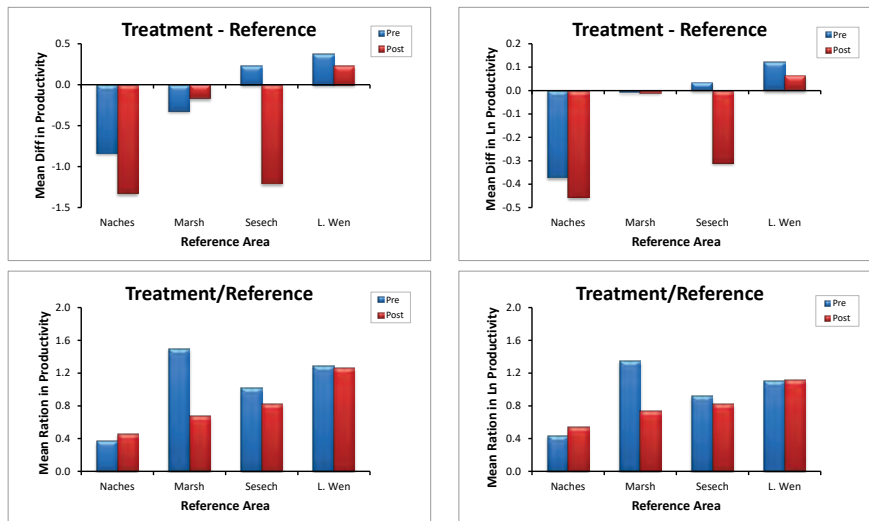 Treatment - Reference
Pre
Post
Mean Diff in Productivity
0.5
0.0
-0.5
-1.0
-1.5
Naches Marsh Sesech L. Wen
Reference Area
Treatment - Reference
Pre
Post
Mean Diff in Ln Productivity
0.2
0.1
0.0
-0.1
-0.2
-0.3
-0.4
-0.5
Naches Marsh Sesech L. Wen
Reference Area
Treatment/Reference
Pre
Post
Mean Ration in Productivity
2.0
1.6
1.2
0.8
0.4
0.0
Naches Marsh Sesech L. Wen
Reference Area
Treatment/Reference
Pre
Post
Mean Ration in Ln Productivity
2.0
1.6
1.2
0.8
0.4
0.0
Naches Marsh Sesech L. Wen
Reference Area